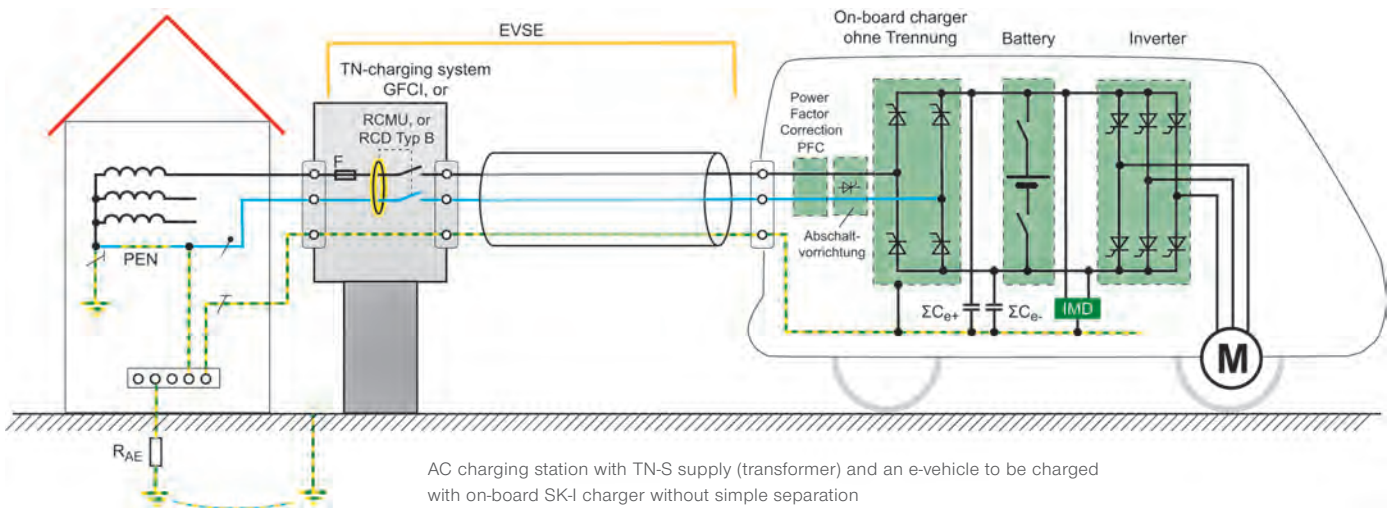 EVSE
TN-charging system
GFCI, or
RCMU, or
RCD Typ B
F
PEN
R_AE
On-board charger
ohne Trennung
Battery
Inverter
Power
Factor
Correction
PFC
Abschalt-
vorrichtung
ΣCe+
ΣCe-
IMD
M
AC charging station with TN-S supply (transformer) and an e-vehicle to be charged
with on-board SK-I charger without simple separation